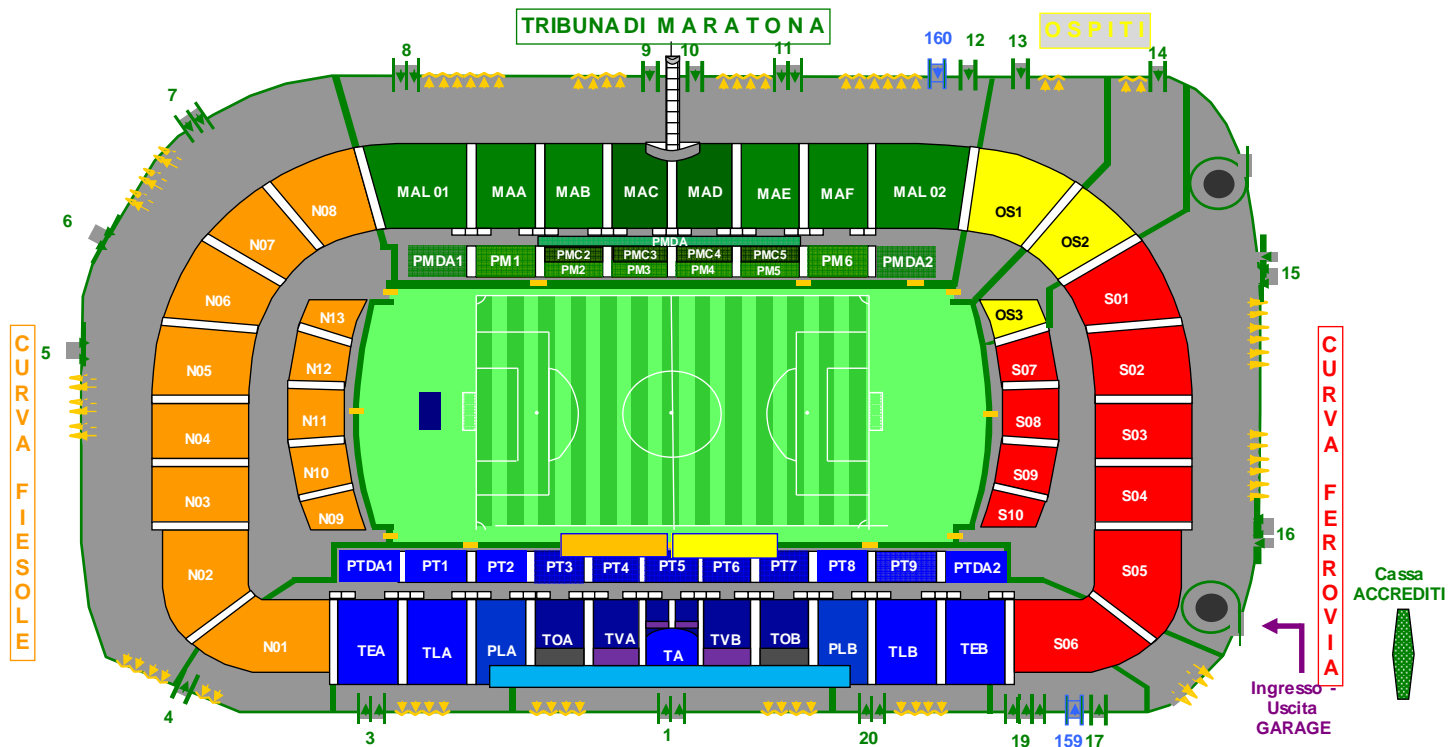 TRIBUNA DI MARATONA
OSPITI
8
9
10
11
160
12
13
14
7
6
5
4
3
1
20
19
159
17
16
15
MAL 01
MAA
MAB
MAC
MAD
MAE
MAF
MAL 02
PMDA
PMDA1
PM1
PMC2
PM2
PMC3
PM3
PMC4
PM4
PMC5
PM5
PM6
PMDA2
OS1
OS2
OS3
N08
N07
N06
N05
N04
N03
N02
N01
N13
N12
N11
N10
N09
S01
S02
S03
S04
S05
S06
S07
S08
S09
S10
PTDA1
PT1
PT2
PT3
PT4
PT5
PT6
PT7
PT8
PT9
PTDA2
TEA
TLA
PLA
TOA
TVA
TA
TVB
TOB
PLB
TLB
TEB
CURVA FIESOLE
CURVA FERROVIA
Cassa
ACCREDITI
Ingresso -
Uscita
GARAGE